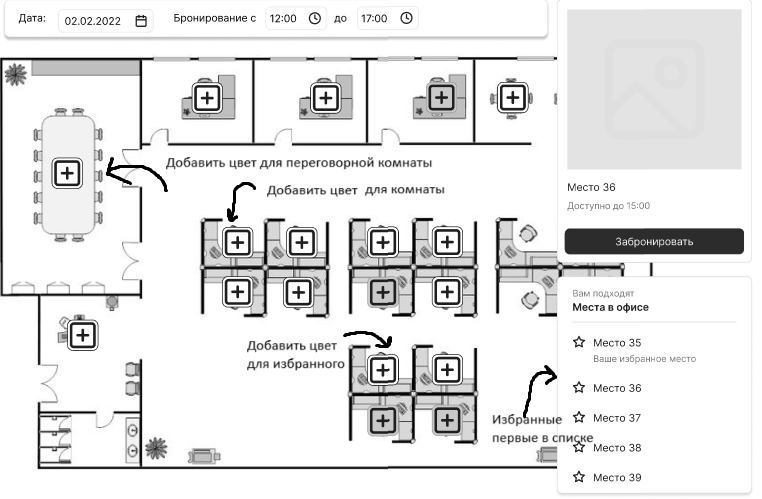 Дата:
02.02.2022
Бронирование с
12:00
до
17:00
Добавить цвет для переговорной комнаты
Добавить цвет для комнаты
Добавить цвет
для избранного
Избранные
первые в списке
Место 36
Доступно до 15:00
Забронировать
Вам подходят
Места в офисе
Место 35
Ваше избранное место
Место 36
Место 37
Место 38
Место 39